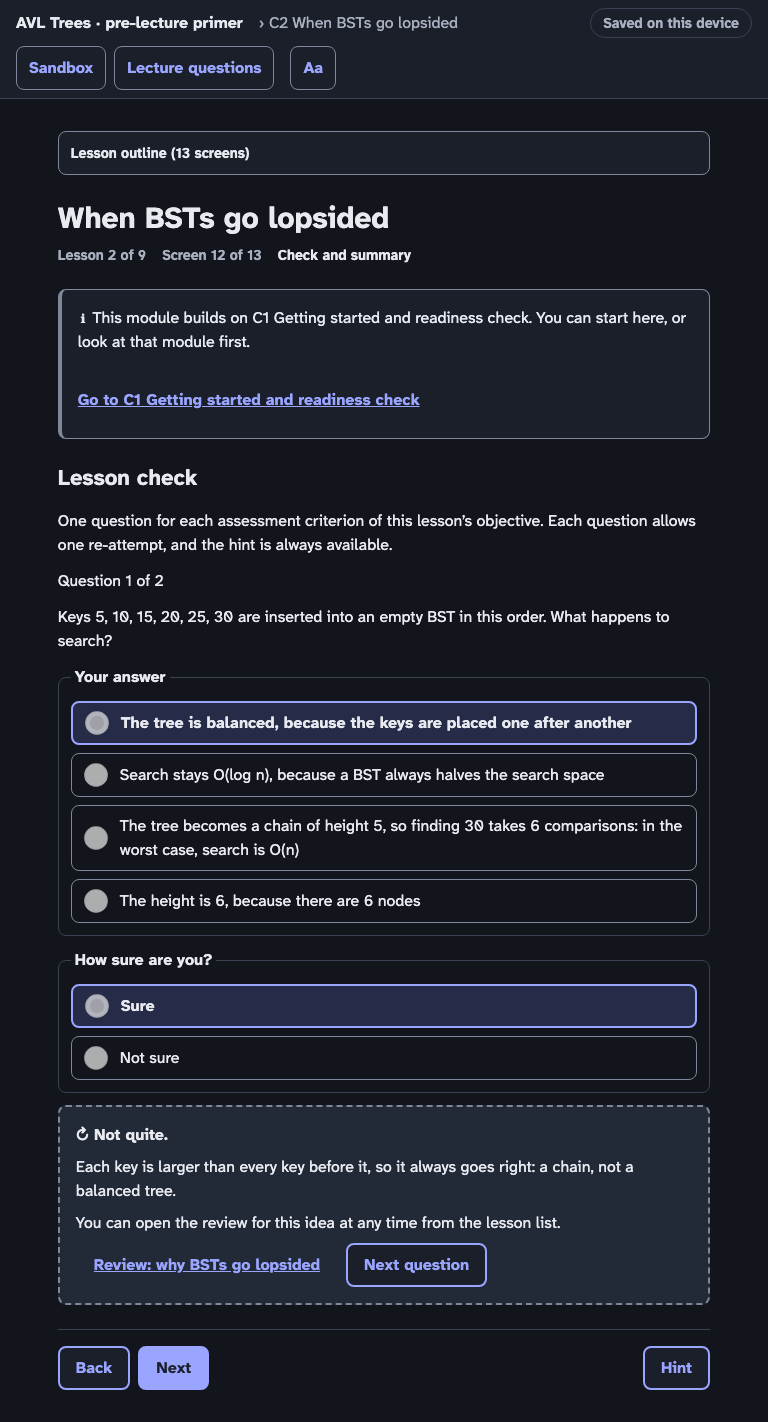 AVL Trees · pre-lecture primer › C2 When BSTs go lopsided Saved on this device
Sandbox Lecture questions Aa
Lesson outline (13 screens)
When BSTs go lopsided
Lesson 2 of 9 Screen 12 of 13 Check and summary
ℹ This module builds on C1 Getting started and readiness check. You can start here, or
look at that module first.
Go to C1 Getting started and readiness check
Lesson check
One question for each assessment criterion of this lesson’s objective. Each question allows
one re-attempt, and the hint is always available.
Question 1 of 2
Keys 5, 10, 15, 20, 25, 30 are inserted into an empty BST in this order. What happens to
search?
Your answer
The tree is balanced, because the keys are placed one after another
Search stays O(log n), because a BST always halves the search space
The tree becomes a chain of height 5, so finding 30 takes 6 comparisons: in the
worst case, search is O(n)
The height is 6, because there are 6 nodes
How sure are you?
Sure
Not sure
↻ Not quite.
Each key is larger than every key before it, so it always goes right: a chain, not a
balanced tree.
You can open the review for this idea at any time from the lesson list.
Review: why BSTs go lopsided Next question
Back Next Hint